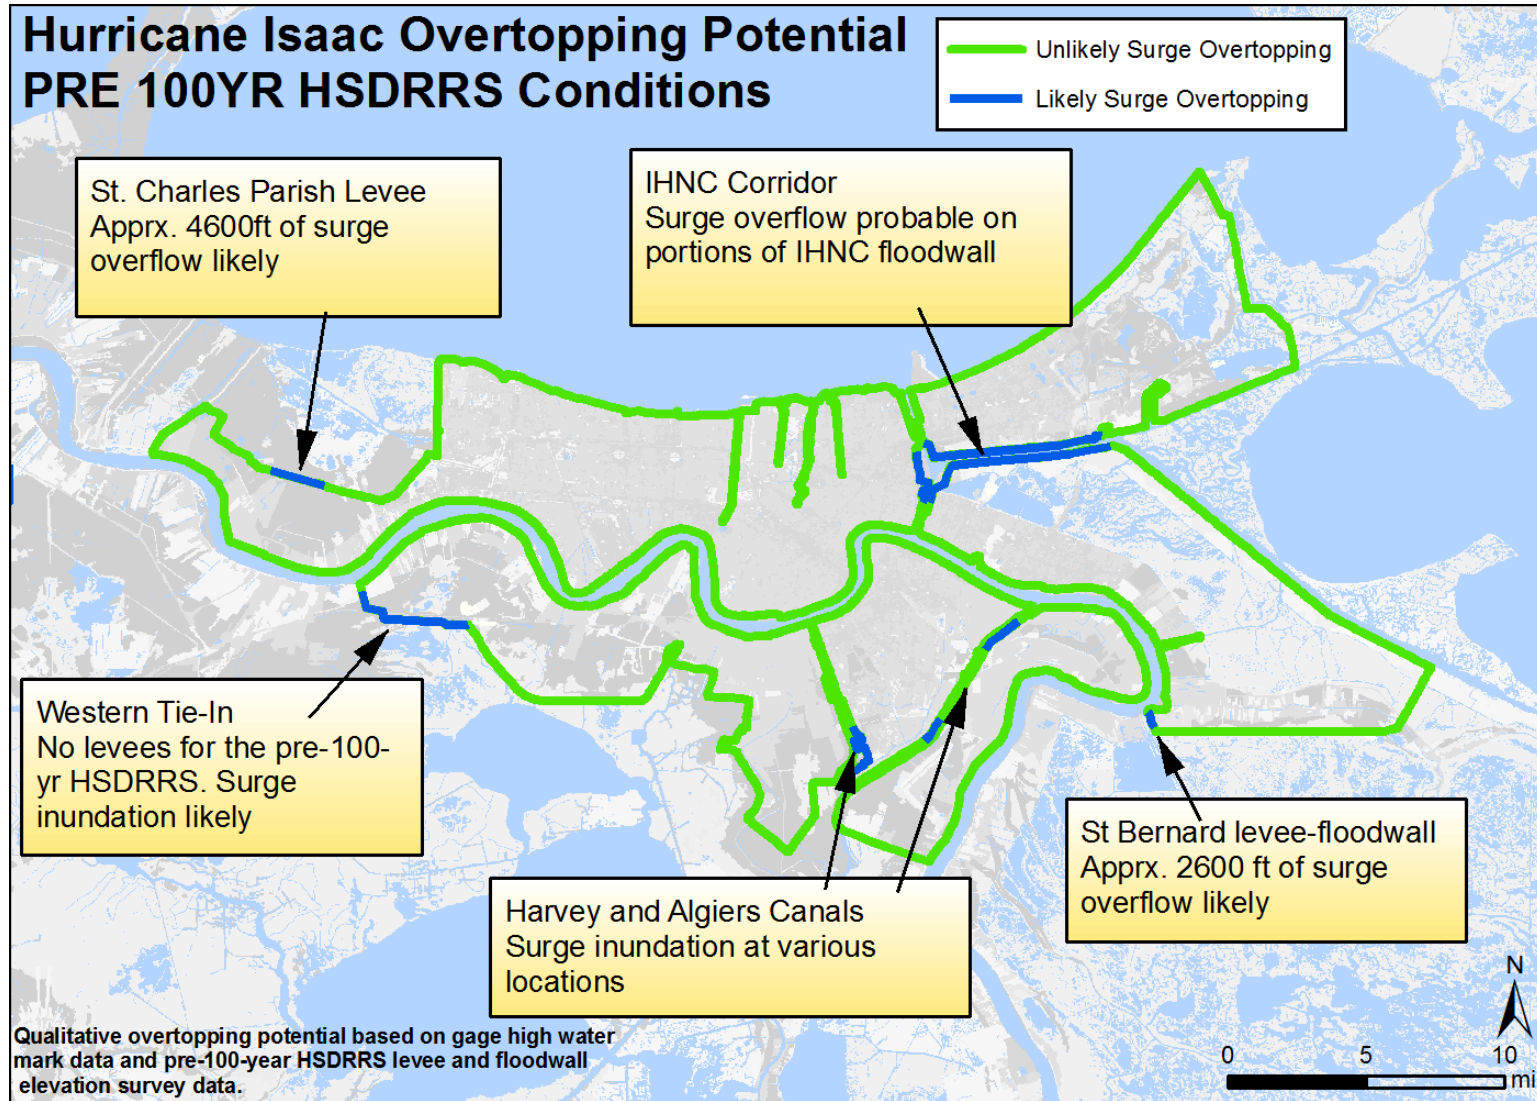 Hurricane Isaac Overtopping Potential
PRE 100YR HSDRRS Conditions
Unlikely Surge Overtopping
Likely Surge Overtopping
St. Charles Parish Levee
Apprx. 4600ft of surge
overflow likely
IHNC Corridor
Surge overflow probable on
portions of IHNC floodwall
Western Tie-In
No levees for the pre-100-
yr HSDRRS. Surge
inundation likely
Harvey and Algiers Canals
Surge inundation at various
locations
St Bernard levee-floodwall
Apprx. 2600 ft of surge
overflow likely
Qualitative overtopping potential based on gage high water
mark data and pre-100-year HSDRRS levee and floodwall
elevation survey data.
N
0 5 10
mi